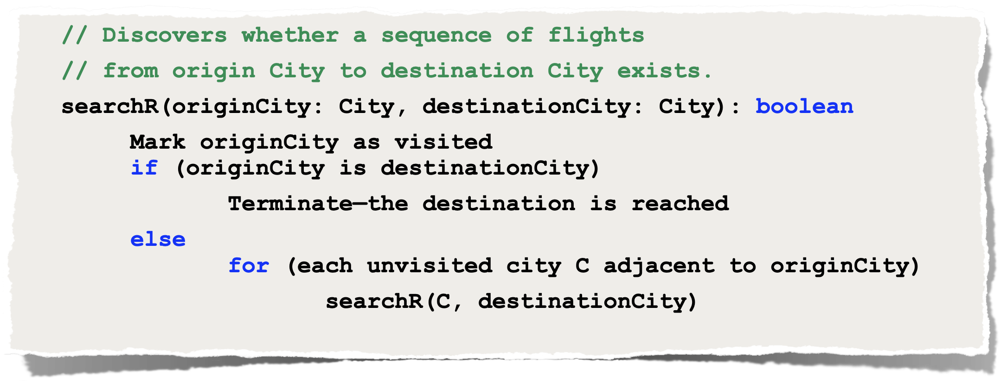 // Discovers whether a sequence of flights
// from origin City to destination City exists.
searchR(originCity: City, destinationCity: City): boolean
Mark originCity as visited
if (originCity is destinationCity)
Terminate—the destination is reached
else
for (each unvisited city C adjacent to originCity)
searchR(C, destinationCity)